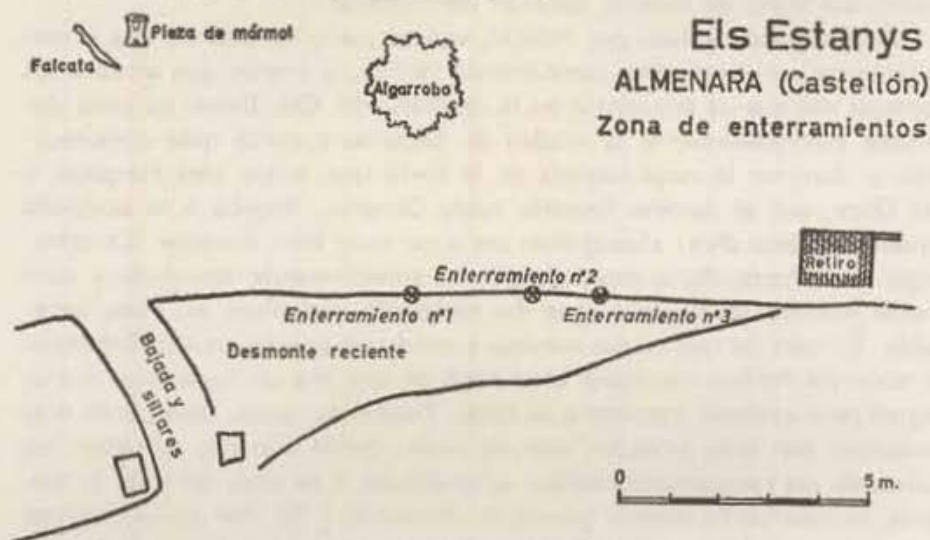 Els Estanys
ALMENARA (Castellón)
Zona de enterramientos
Pieza de mármol
Falcata
Algarrobo
Retiro
Enterramiento nº2
Enterramiento nº1
Enterramiento nº3
Desmonte reciente
Bajada y
sillares
0 5 m.